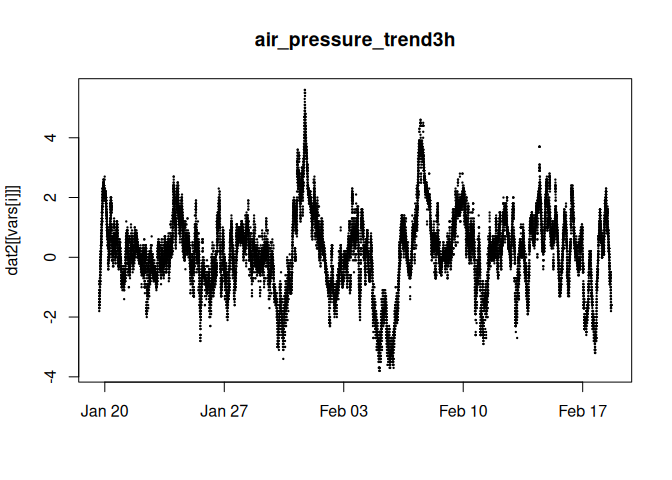 air_pressure_trend3h
dat2[[vars[i]]]
4
2
0
-2
-4
Jan 20
Jan 27
Feb 03
Feb 10
Feb 17